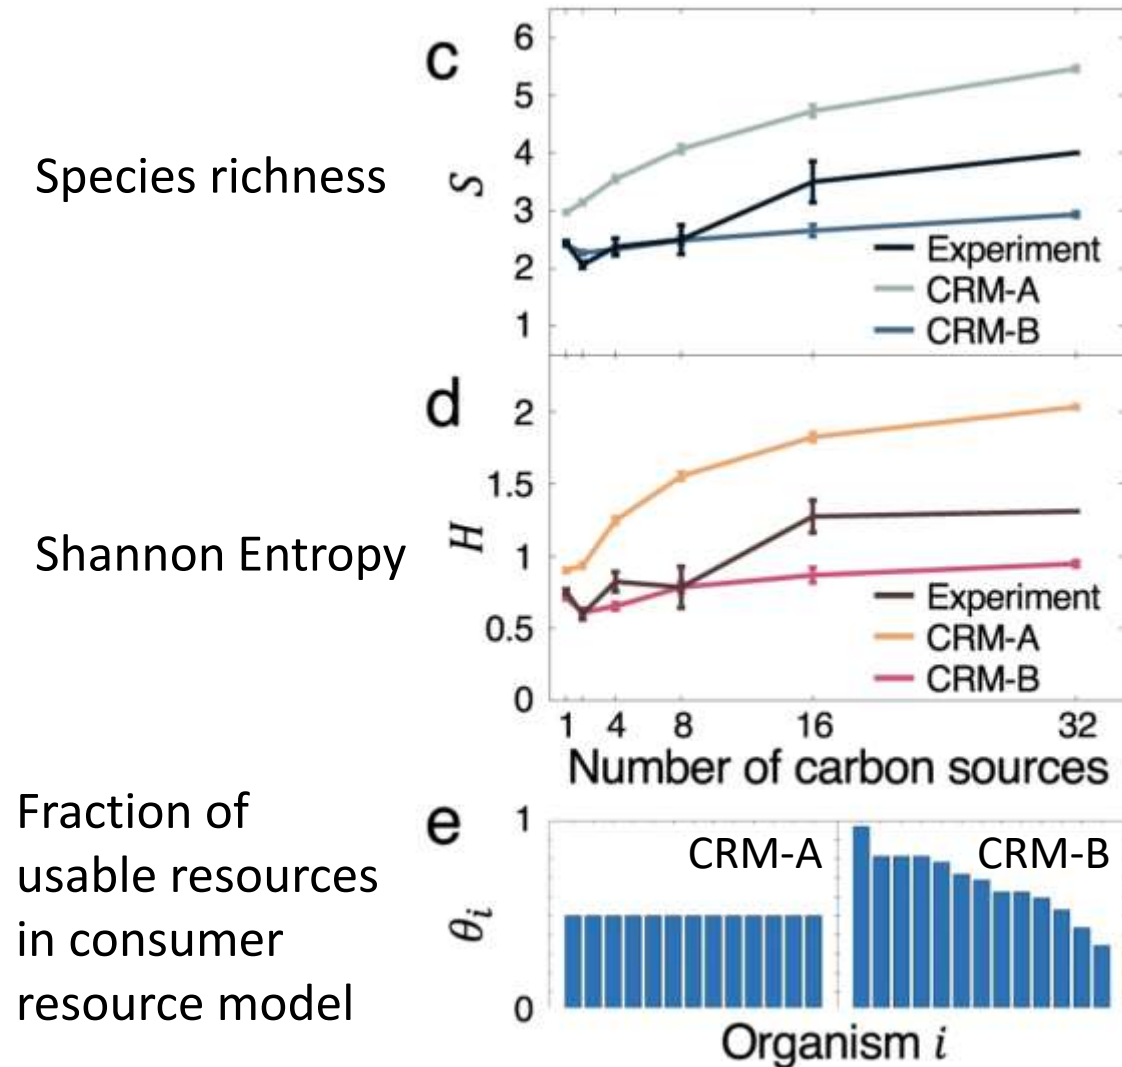 c
6
5
4
3
2
1
S
Species richness
Experiment
CRM-A
CRM-B
d
2
1.5
1
0.5
0
H
Shannon Entropy
Experiment
CRM-A
CRM-B
1 4 8 16 32
Number of carbon sources
Fraction of
usable resources
in consumer
resource model
e
1
0
θi
CRM-A
CRM-B
Organism i